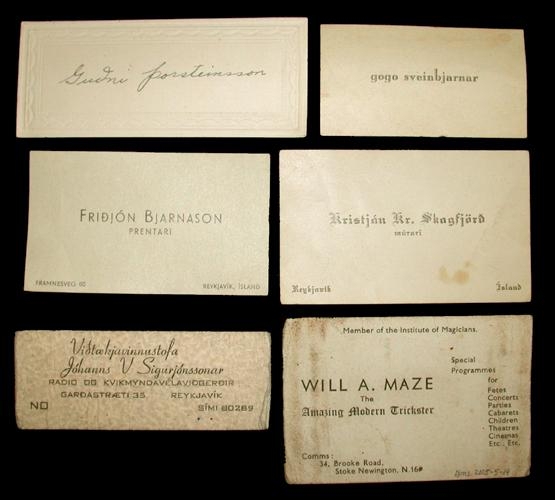 Guðni Þorsteinsson
gogo sveinbjarnar
FRIÐJÓN BJARNASON
PRENTARI
FRAMNESVEG 60
REYKJAVÍK, ÍSLAND
Kristján Kr. Skagfjörð
múrari
Reykjavík
Ísland
Viðtækjavinnustofa
Jóhanns V Sigurjónssonar
RADIO OG KVIKMYNDAVÉLAVIÐGERÐIR
GARÐASTRÆTI 35 REYKJAVÍK
NO
SÍMI 80289
Member of the Institute of Magicians.
Special
Programmes
for
Fetes
Concerts
Parties
Cabarets
Children
Theatres
Cinemas
Etc., Etc.
WILL A. MAZE
The
Amazing Modern Trickster
Comms :
34, Brooke Road,
Stoke Newington, N.16